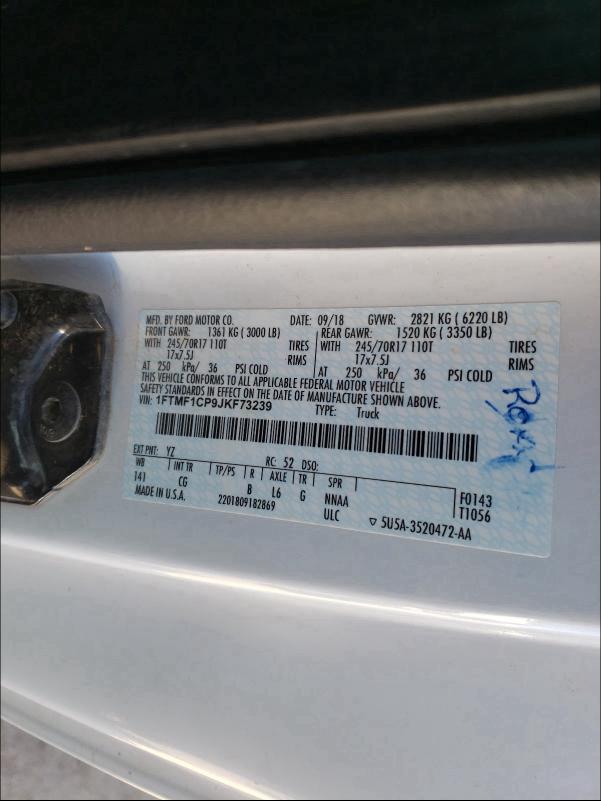 MFD. BY FORD MOTOR CO.
DATE: 09/18 GVWR: 2821 KG ( 6220 LB)
FRONT GAWR: 1361 KG ( 3000 LB)
WITH 245/70R17 110T TIRES
17x7.5J RIMS
AT 250 kPa/ 36 PSI COLD
REAR GAWR: 1520 KG ( 3350 LB)
WITH 245/70R17 110T TIRES
17x7.5J RIMS
AT 250 kPa/ 36 PSI COLD
THIS VEHICLE CONFORMS TO ALL APPLICABLE FEDERAL MOTOR VEHICLE
SAFETY STANDARDS IN EFFECT ON THE DATE OF MANUFACTURE SHOWN ABOVE.
VIN: 1FTMF1CP9JKF73239
TYPE: Truck
EXT PNT: YZ RC: 52 DSO:
WB INT TR TP/PS R AXLE TR SPR
141 CG B L6 G NNAA
MADE IN U.S.A. 2201809182869 ULC
F0143
T1056
▽ 5U5A-3520472-AA